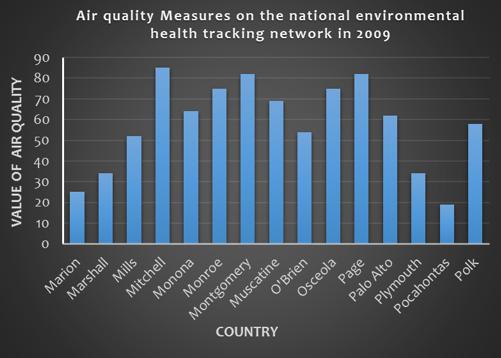 Air quality Measures on the national environmental
health tracking network in 2009
VALUE OF AIR QUALITY
90
80
70
60
50
40
30
20
10
0
Marion
Marshall
Mills
Mitchell
Monona
Monroe
Montgomery
Muscatine
O'Brien
Osceola
Page
Palo Alto
Plymouth
Pocahontas
Polk
COUNTRY